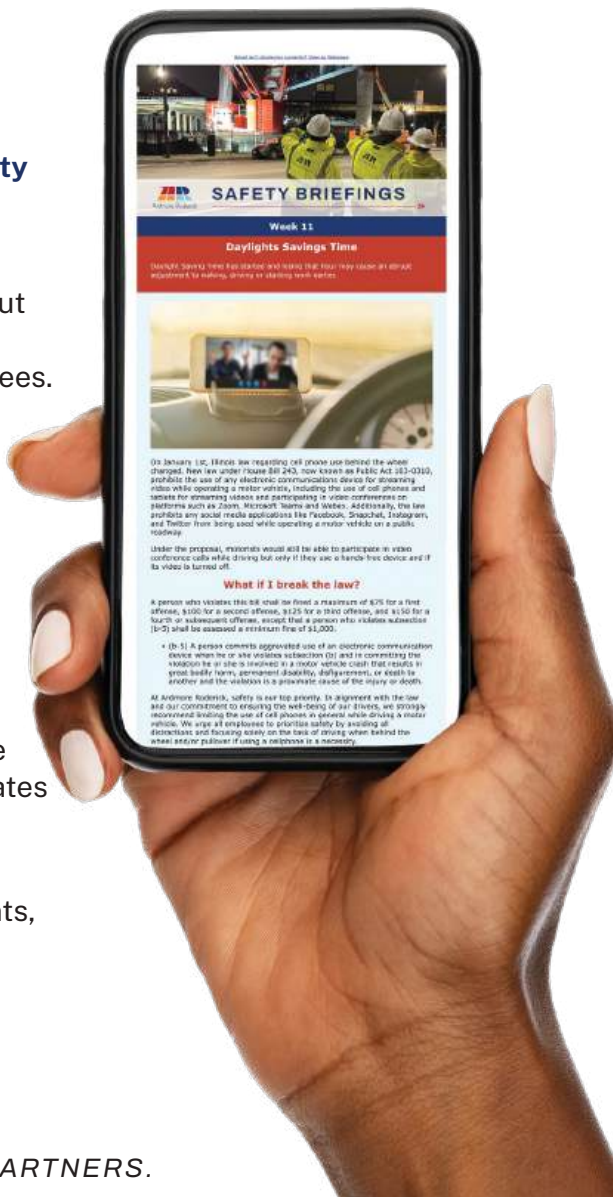 ty
ut
ees.
e
ates
ts,
ARTNERS.
SAFETY BRIEFINGS
Week 11
Daylights Savings Time
Daylight Saving Time has started and losing that hour may cause an abrupt
adjustment to waking, driving or starting work earlier.
On January 1st, Illinois law regarding cell phone use behind the wheel
changed. New law under House Bill 243, now known as Public Act 103-0310,
prohibits the use of any electronic communications device for streaming
video while operating a motor vehicle, including the use of cell phones and
tablets for streaming videos and participating in video conferences on
platforms such as Zoom, Microsoft Teams and Webex. Additionally, the law
prohibits any social media applications like Facebook, Snapchat, Instagram,
and Twitter from being used while operating a motor vehicle on a public
roadway.
Under the proposal, motorists would still be able to participate in video
conference calls while driving but only if they use a hands-free device and if
its video is turned off.
What if I break the law?
A person who violates this bill shall be fined a maximum of $75 for a first
offense, $100 for a second offense, $125 for a third offense, and $150 for a
fourth or subsequent offense, except that a person who violates subsection
(b-5) shall be assessed a minimum fine of $1,000.
• (b-5) A person commits aggravated use of an electronic communication
device when he or she violates subsection (b) and in committing the
violation he or she is involved in a motor vehicle crash that results in
great bodily harm, permanent disability, disfigurement, or death to
another and the violation is a proximate cause of the injury or death.
At Ardmore Roderick, safety is our top priority. In alignment with the law
and our commitment to ensuring the well-being of our drivers, we strongly
recommend limiting the use of cell phones in general while driving a motor
vehicle. We urge all employees to prioritize safety by avoiding all
distractions and focusing solely on the task of driving when behind the
wheel and/or pullover if using a cellphone is a necessity.